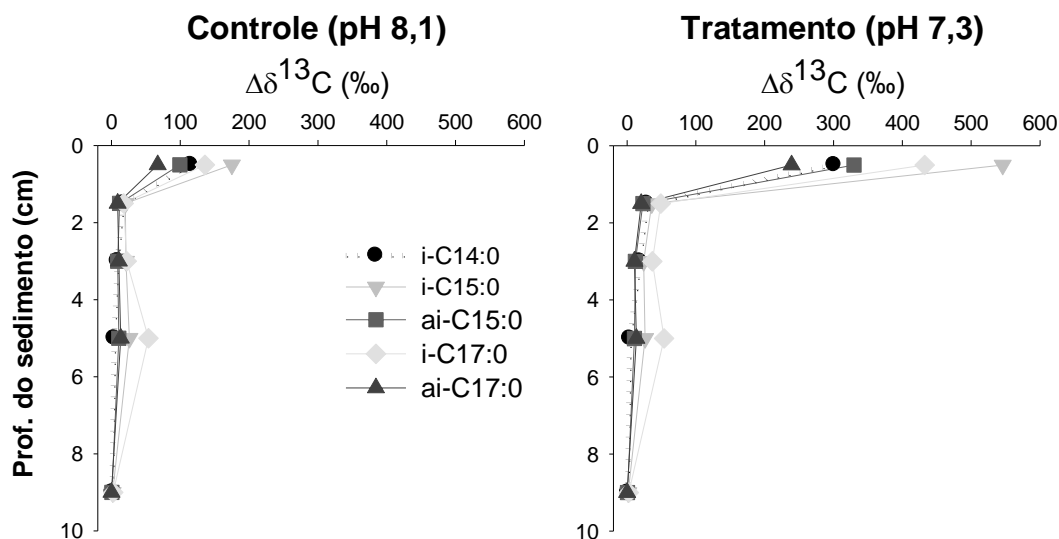 Controle (pH 8,1)
Δδ13C (‰)
0 100 200 300 400 500 600
Prof. do sedimento (cm)
0
2
4
6
8
10
i-C14:0
i-C15:0
ai-C15:0
i-C17:0
ai-C17:0
Tratamento (pH 7,3)
Δδ13C (‰)
0 100 200 300 400 500 600
0
2
4
6
8
10